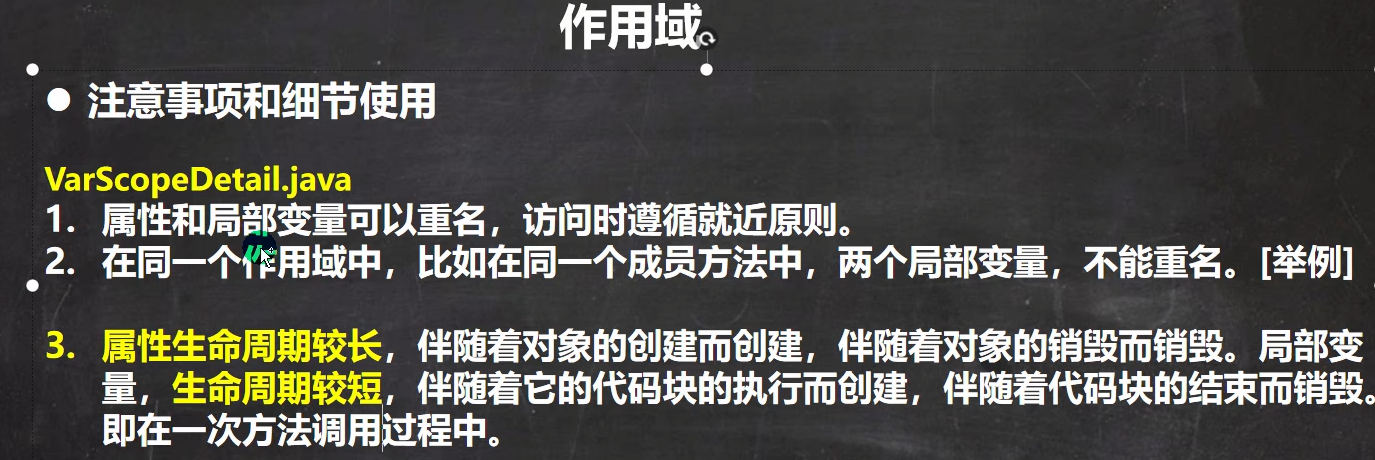 作用域
● 注意事项和细节使用
VarScopeDetail.java
1. 属性和局部变量可以重名，访问时遵循就近原则。
2. 在同一个作用域中，比如在同一个成员方法中，两个局部变量，不能重名。[举例]
3. 属性生命周期较长，伴随着对象的创建而创建，伴随着对象的销毁而销毁。局部变
量，生命周期较短，伴随着它的代码块的执行而创建，伴随着代码块的结束而销毁。
即在一次方法调用过程中。